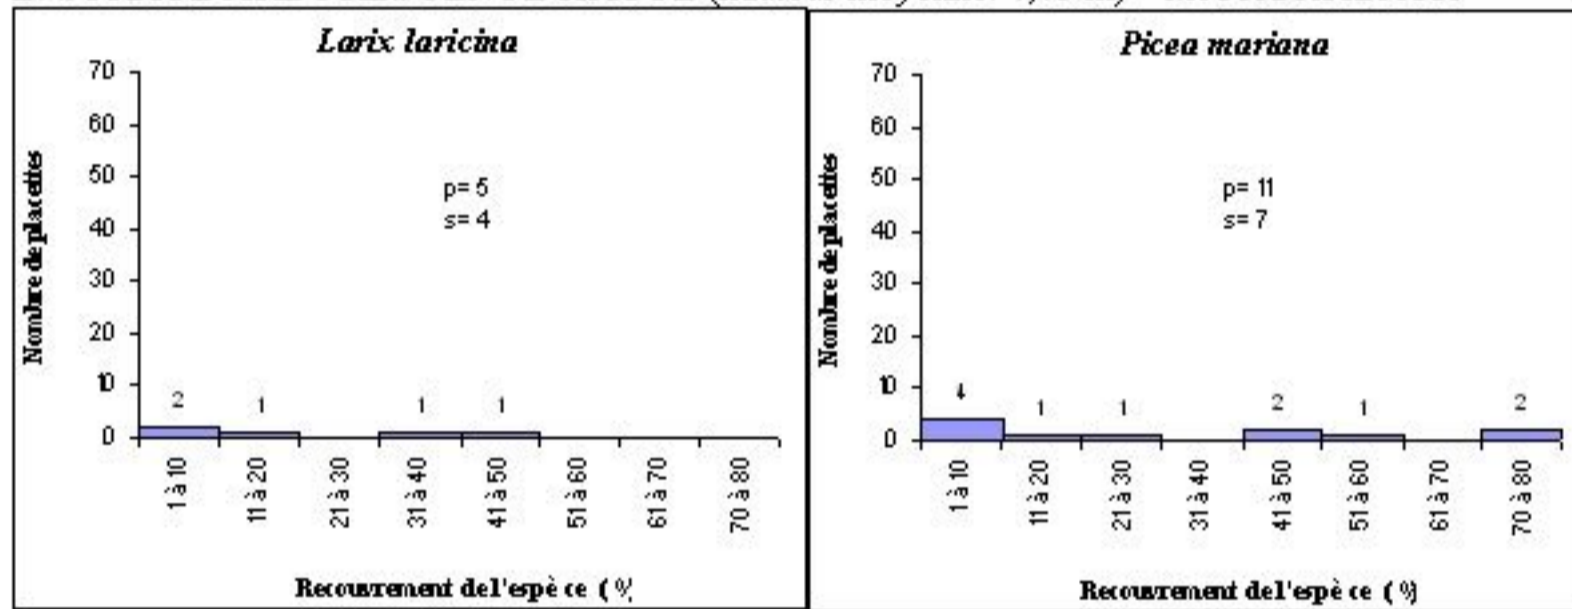 Larix laricina
70
60
50
40
30
20
10
0
Nombre de placettes
p= 5
s= 4
2
1
1
1
1 à 10
11 à 20
21 à 30
31 à 40
41 à 50
51 à 60
61 à 70
70 à 80
Recouvrement de l'espèce (%
Picea mariana
70
60
50
40
30
20
10
0
Nombre de placettes
p= 11
s= 7
4
1
1
2
1
2
1 à 10
11 à 20
21 à 30
31 à 40
41 à 50
51 à 60
61 à 70
70 à 80
Recouvrement de l'espèce (%)